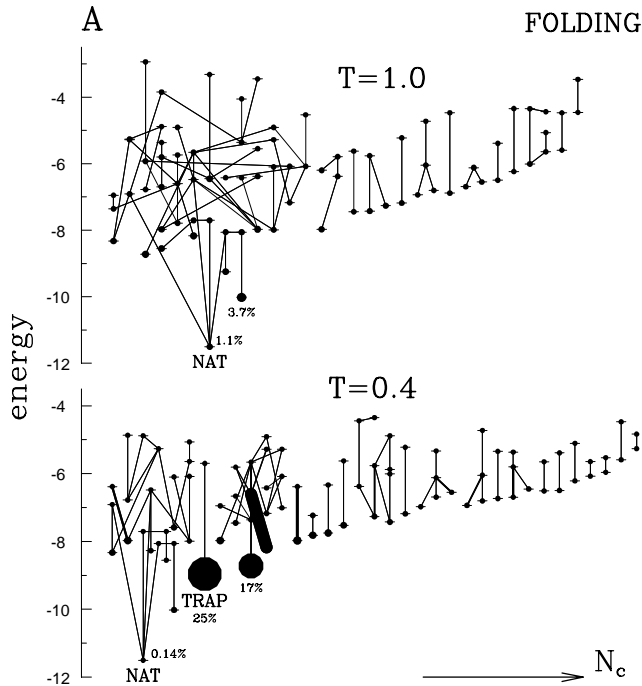 A
FOLDING
T=1.0
-4
-6
-8
-10
3.7%
1.1%
NAT
-12
energy
T=0.4
-4
-6
-8
-10
TRAP
25%
17%
0.14%
NAT
-12
N_c